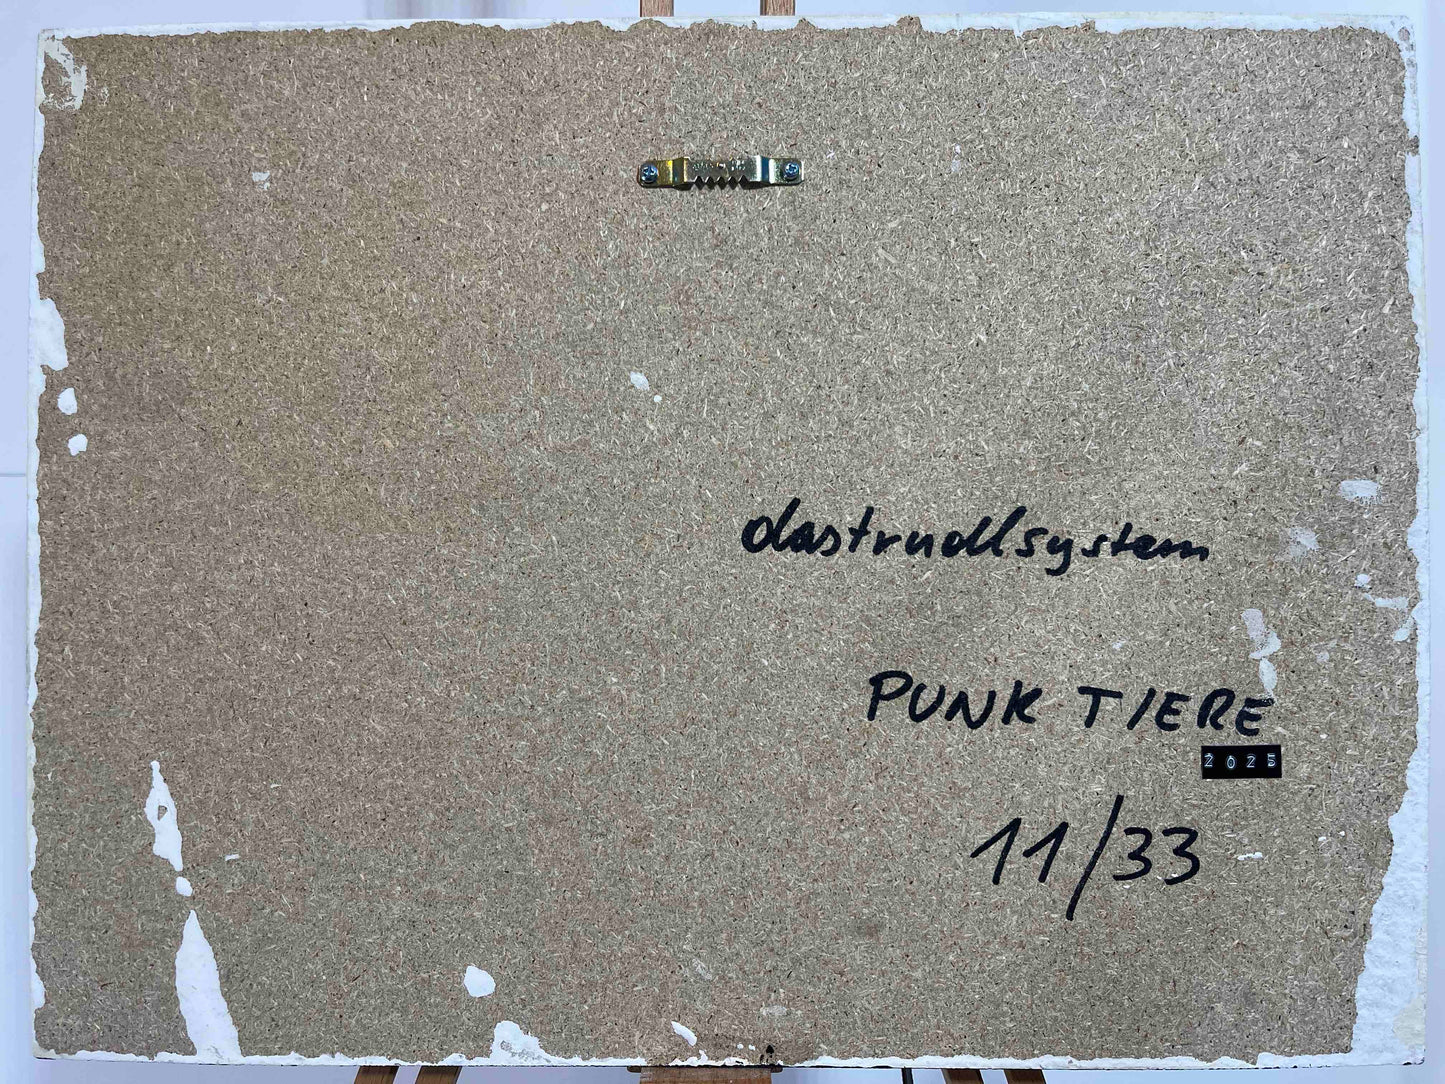 dastrudlsystem
PUNK TIERE
2025
11/33